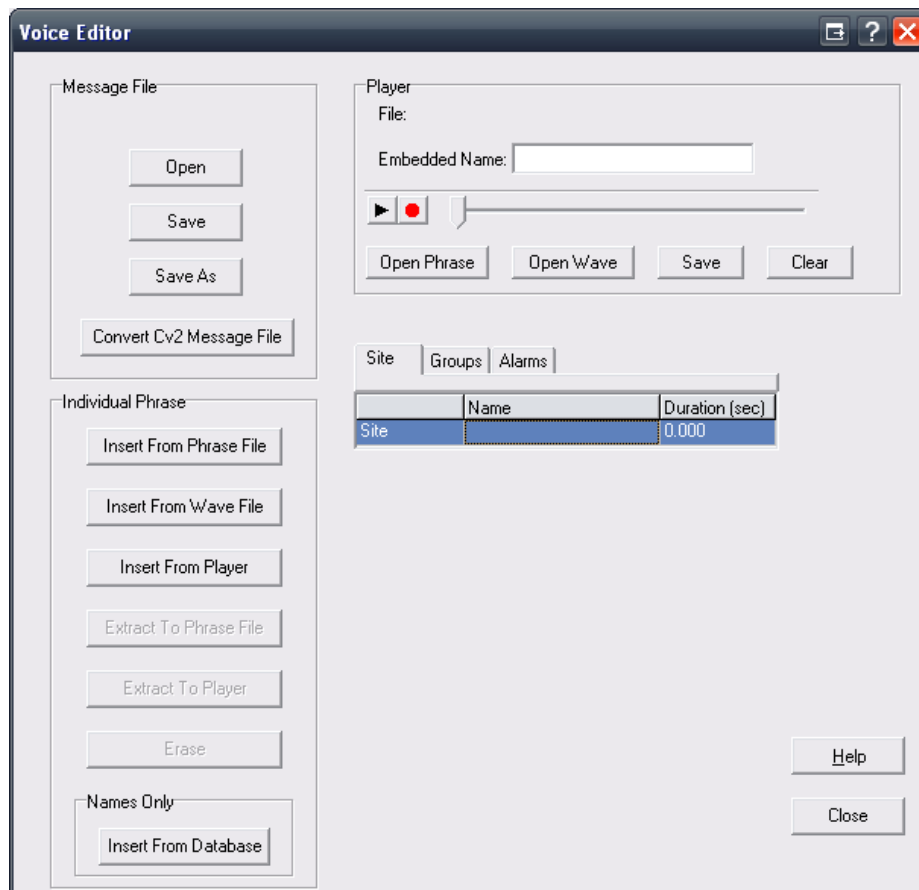 Voice Editor
Message File
Open
Save
Save As
Convert Cv2 Message File
Individual Phrase
Insert From Phrase File
Insert From Wave File
Insert From Player
Extract To Phrase File
Extract To Player
Erase
Names Only
Insert From Database
Player
File:
Embedded Name:
Open Phrase Open Wave Save Clear
Site Groups Alarms
Name Duration (sec)
Site 0.000
Help
Close